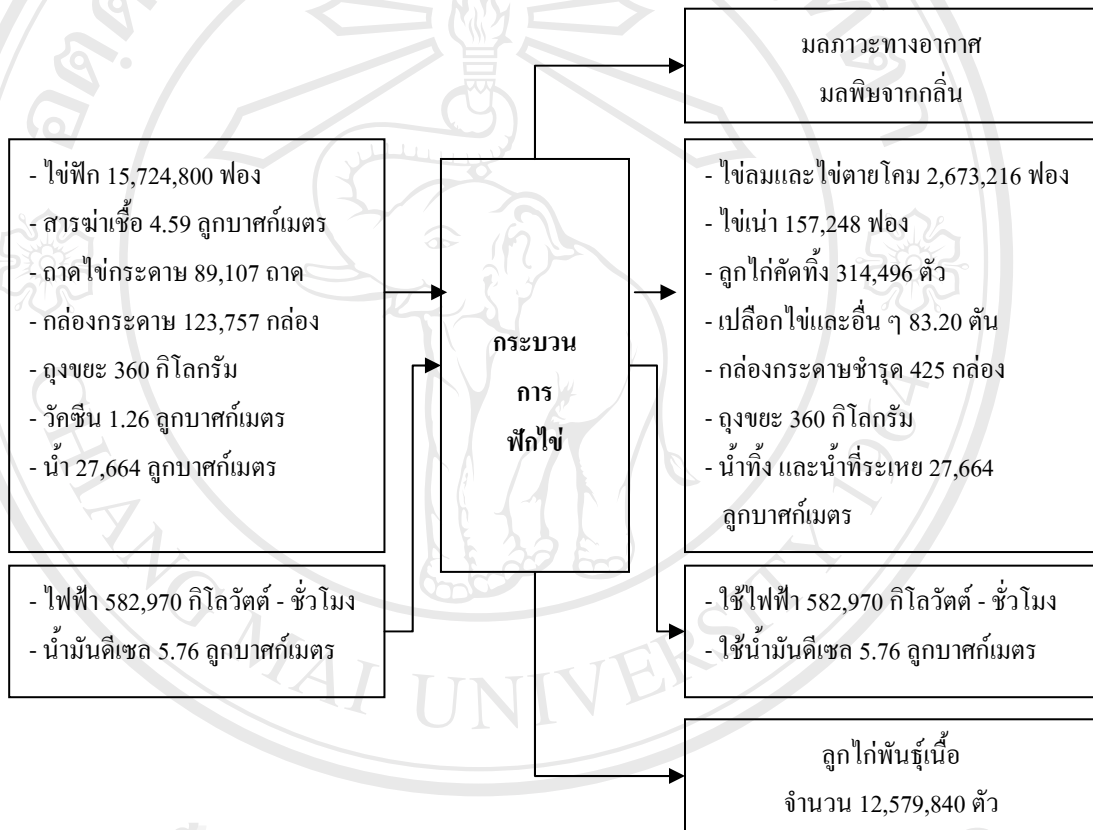 มลภาวะทางอากาศ
มลพิษจากกลิ่น
- ไข่ฟัก 15,724,800 ฟอง
- สารฆ่าเชื้อ 4.59 ลูกบาศก์เมตร
- ถาดไข่กระดาษ 89,107 ถาด
- กล่องกระดาษ 123,757 กล่อง
- ถุงขยะ 360 กิโลกรัม
- วัคซีน 1.26 ลูกบาศก์เมตร
- น้ำ 27,664 ลูกบาศก์เมตร
กระบวน
การ
ฟักไข่
- ไข่ลมและไข่ตายโคม 2,673,216 ฟอง
- ไข่เน่า 157,248 ฟอง
- ลูกไก่คัดทิ้ง 314,496 ตัว
- เปลือกไข่และอื่น ๆ 83.20 ตัน
- กล่องกระดาษชำรุด 425 กล่อง
- ถุงขยะ 360 กิโลกรัม
- น้ำทิ้ง และน้ำที่ระเหย 27,664
ลูกบาศก์เมตร
- ไฟฟ้า 582,970 กิโลวัตต์ - ชั่วโมง
- น้ำมันดีเซล 5.76 ลูกบาศก์เมตร
- ใช้ไฟฟ้า 582,970 กิโลวัตต์ - ชั่วโมง
- ใช้น้ำมันดีเซล 5.76 ลูกบาศก์เมตร
ลูกไก่พันธุ์เนื้อ
จำนวน 12,579,840 ตัว
CHIANG MAI UNIVERSITY